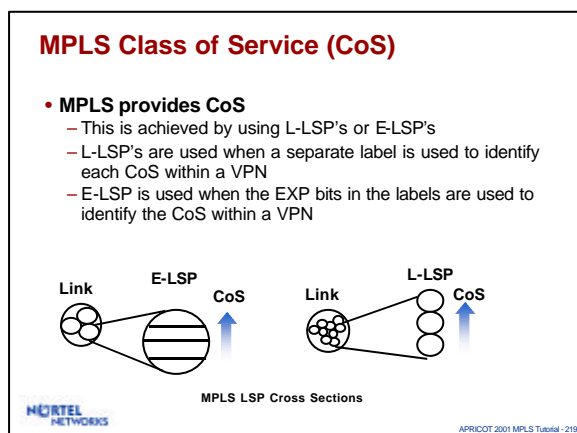 MPLS Class of Service (CoS)
• MPLS provides CoS
– This is achieved by using L-LSP's or E-LSP's
– L-LSP's are used when a separate label is used to identify
each CoS within a VPN
– E-LSP is used when the EXP bits in the labels are used to
identify the CoS within a VPN
Link
E-LSP
CoS
Link
L-LSP
CoS
MPLS LSP Cross Sections
NORTEL
NETWORKS
APRICOT 2001 MPLS Tutorial - 219